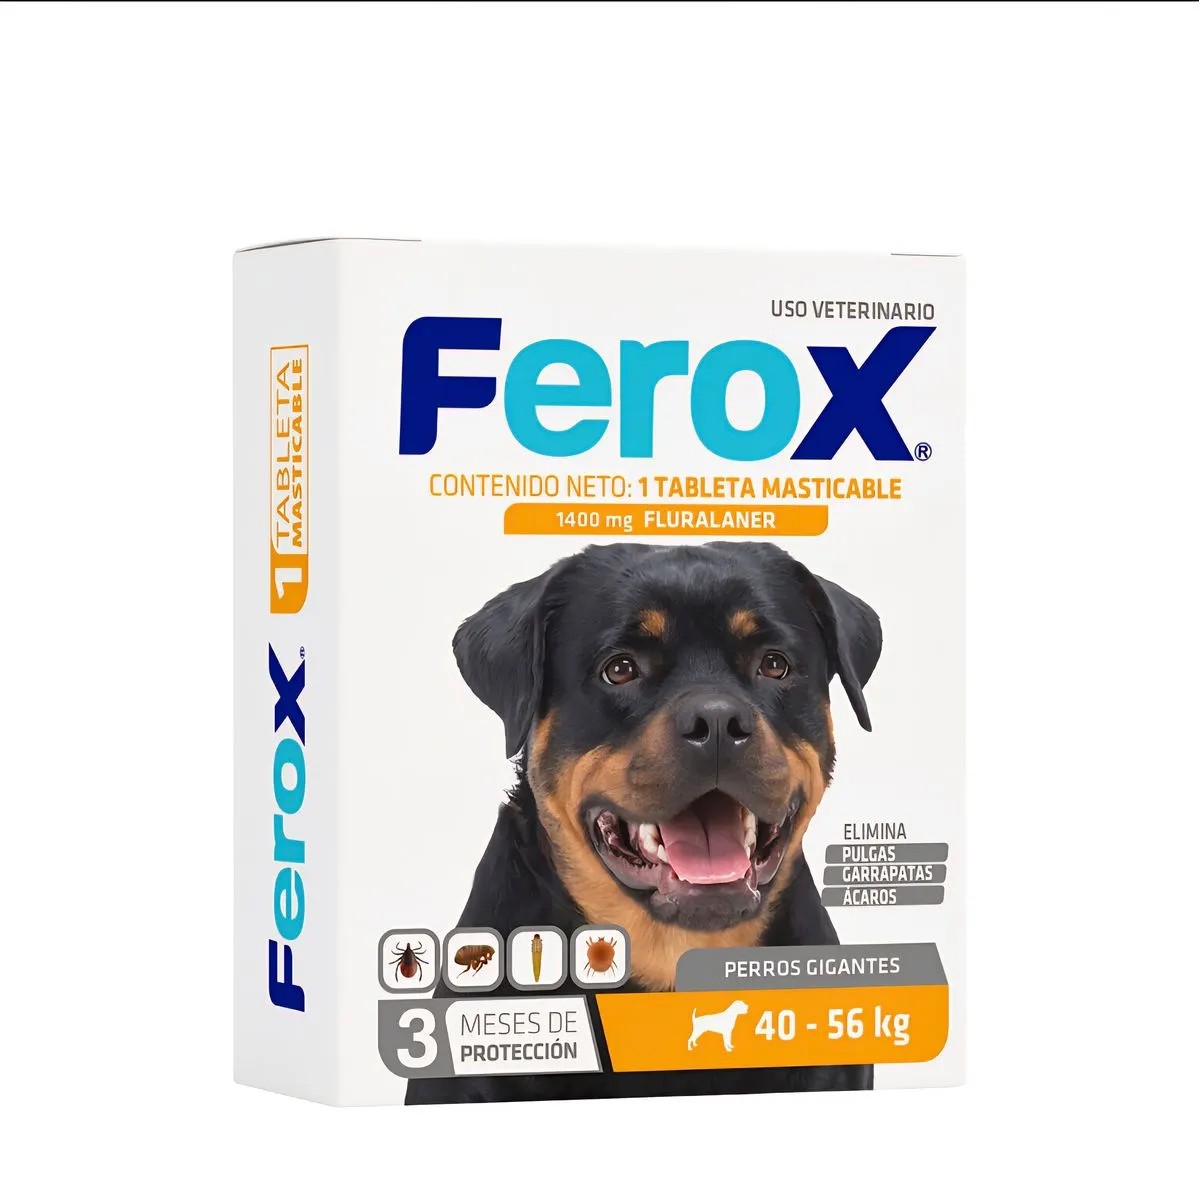 USO VETERINARIO
Ferox®
CONTENIDO NETO: 1 TABLETA MASTICABLE
1400 mg FLURALANER
ELIMINA
PULGAS
GARRAPATAS
ÁCAROS
PERROS GIGANTES
40 - 56 kg
3 MESES DE
PROTECCIÓN
Ferox®
1 TABLETA
MASTICABLE